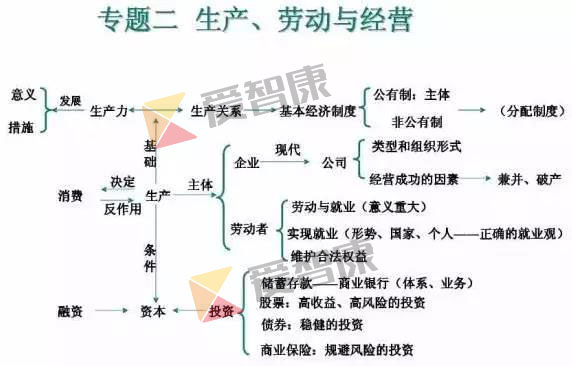 专题二 生产、劳动与经营
意义
措施
发展
生产力
生产关系
基本经济制度
公有制：主体
非公有制
（分配制度）
基础
消费
决定
反作用
生产
主体
企业
现代
公司
类型和组织形式
经营成功的因素
兼并、破产
劳动者
劳动与就业（意义重大）
实现就业（形势、国家、个人——正确的就业观）
维护合法权益
条件
融资
资本
投资
储蓄存款——商业银行（体系、业务）
股票：高收益、高风险的投资
债券：稳健的投资
商业保险：规避风险的投资
爱智康
爱智康